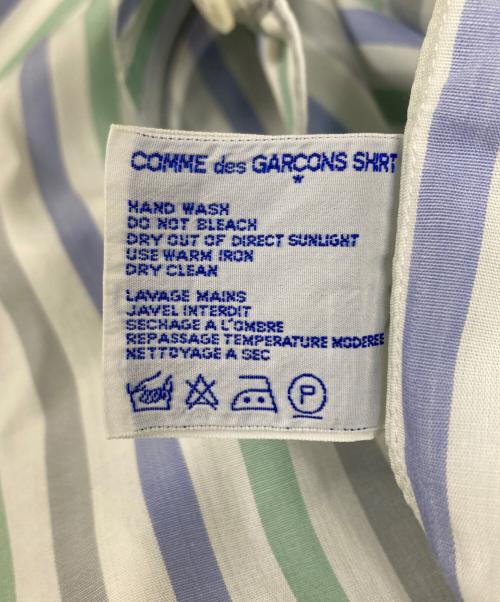 COMME des GARÇONS SHIRT
*
HAND WASH
DO NOT BLEACH
DRY OUT OF DIRECT SUNLIGHT
USE WARM IRON
DRY CLEAN
LAVAGE MAINS
JAVEL INTERDIT
SECHAGE A L'OMBRE
REPASSAGE TEMPERATURE MODEREE
NETTOYAGE A SEC
P